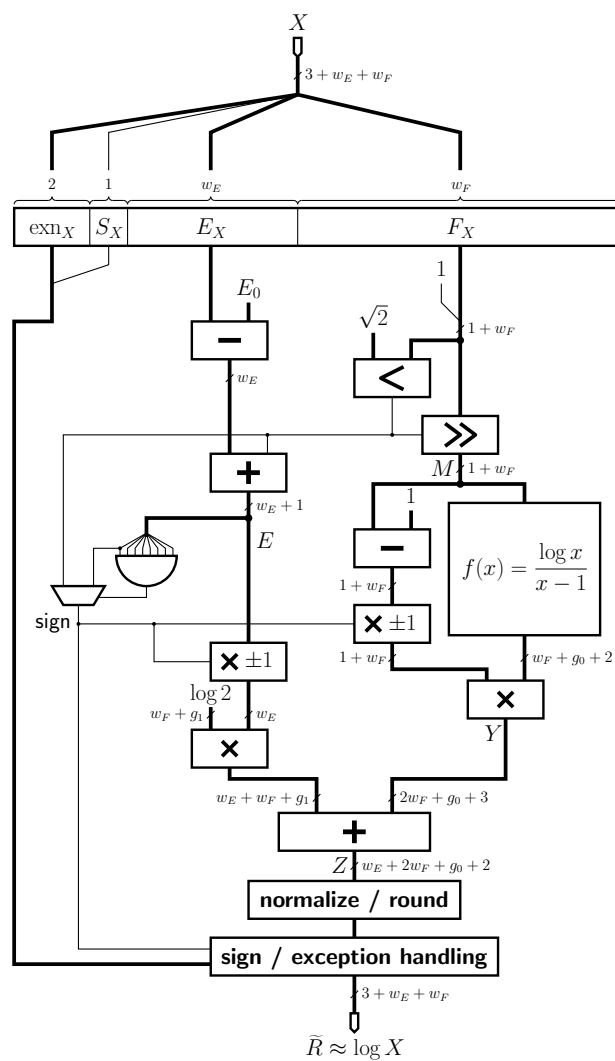 X
3 + w_E + w_F
2 1 w_E w_F
exn_X S_X E_X F_X
E_0 1
√2 1 + w_F
− <
w_E
>>
+ M 1 + w_F
w_E + 1 1
E −
f(x) = log x / x − 1
1 + w_F
sign × ±1
× ±1 1 + w_F w_F + g_0 + 2
log 2 ×
w_F + g_1 w_E Y
×
w_E + w_F + g_1 2w_F + g_0 + 3
+
Z w_E + 2w_F + g_0 + 2
normalize / round
sign / exception handling
3 + w_E + w_F
R̃ ≈ log X